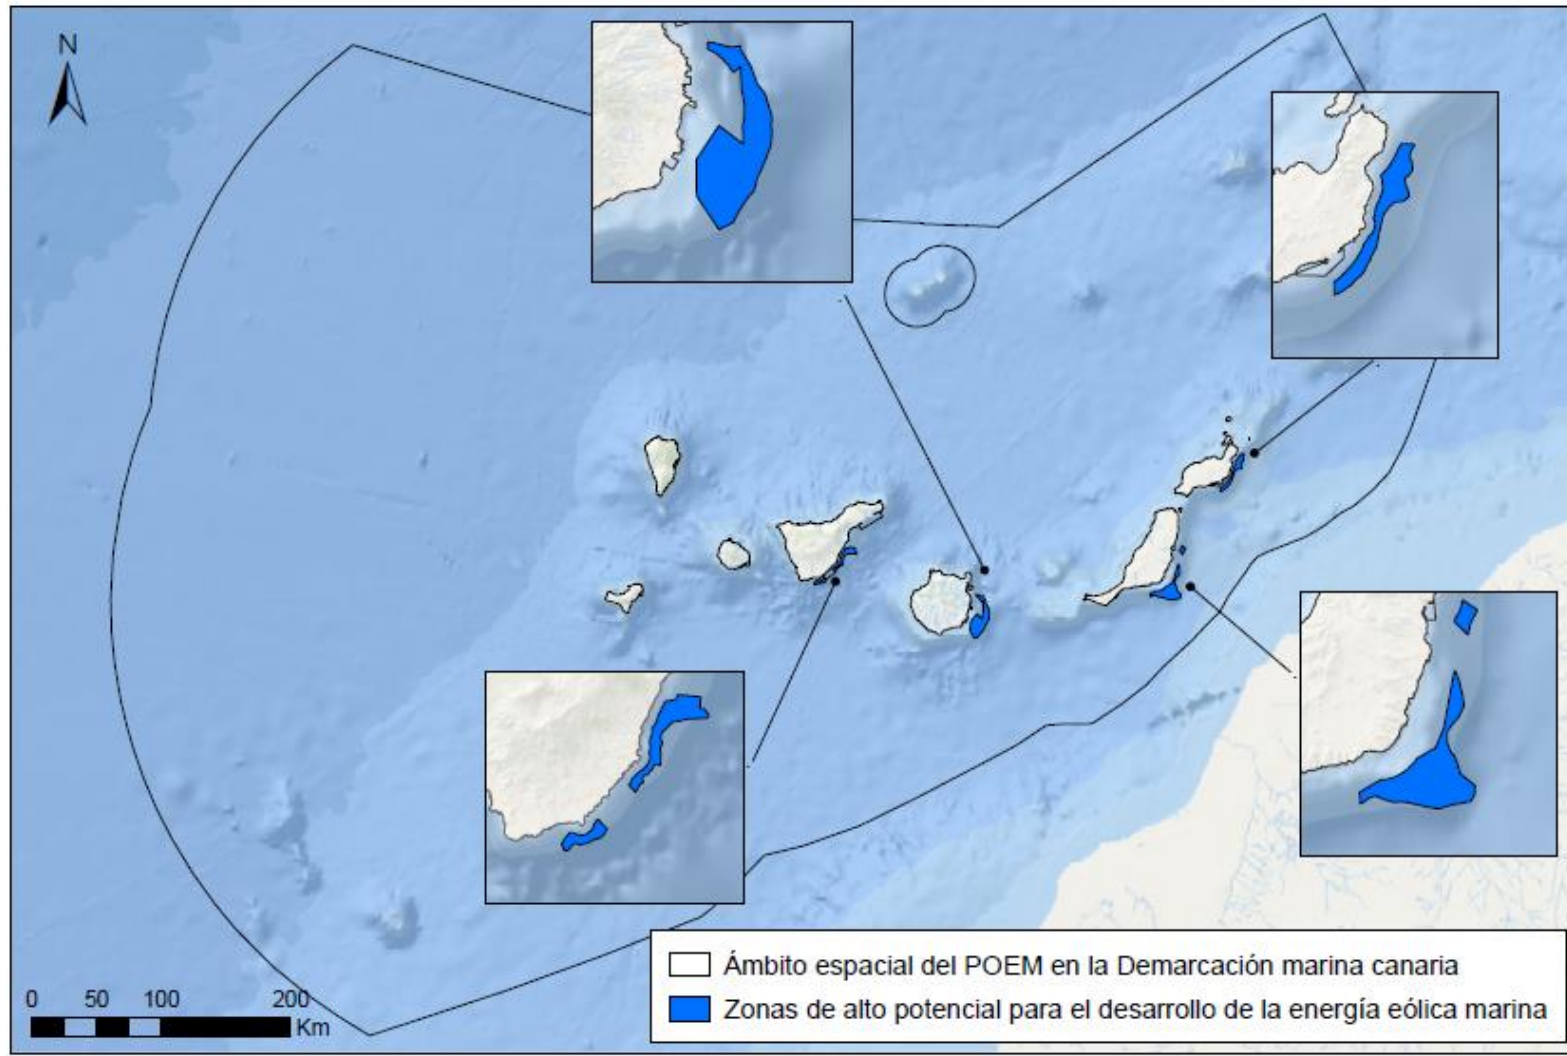 N
Ámbito espacial del POEM en la Demarcación marina canaria
Zonas de alto potencial para el desarrollo de la energía eólica marina
0 50 100 200
Km